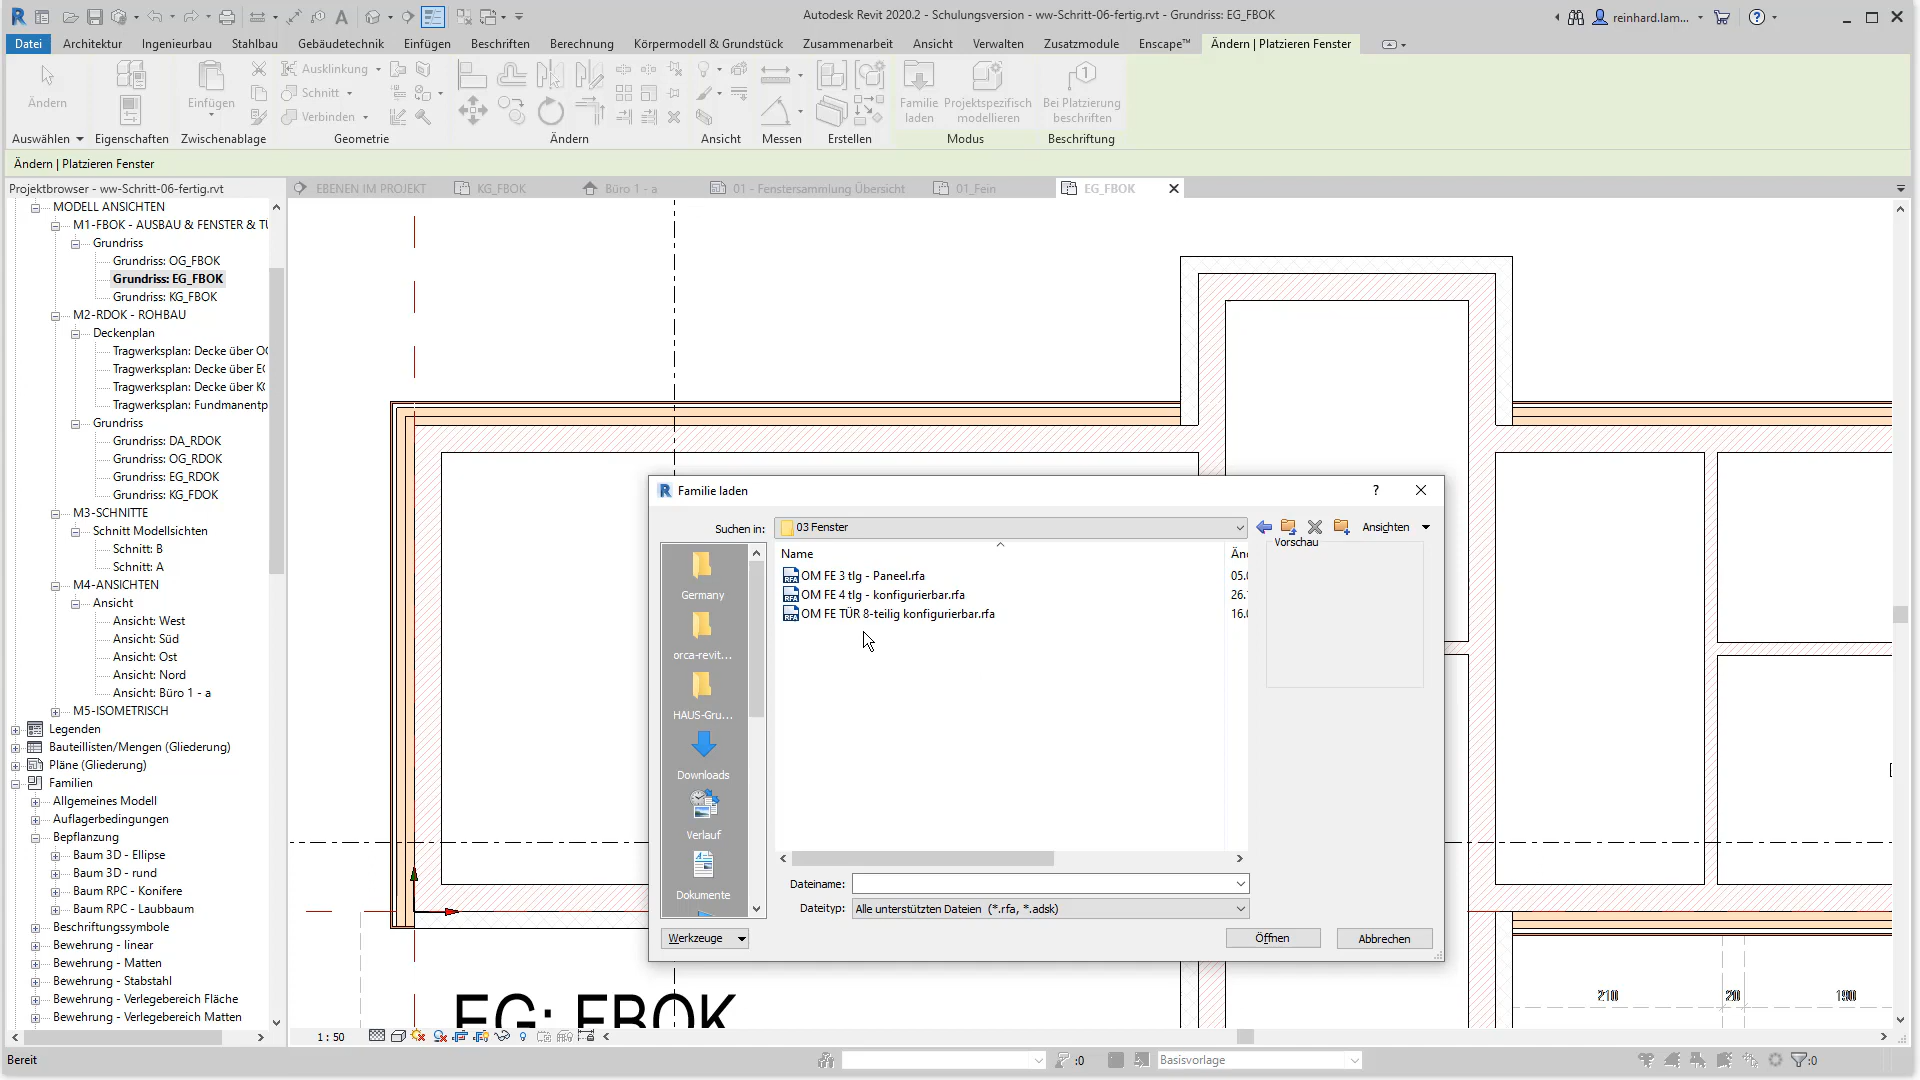 Autodesk Revit 2020.2 - Schulungsversion - ww-Schritt-06-fertig.rvt - Grundriss: EG_FBOK
reinhard.lam...
Datei Architektur Ingenieurbau Stahlbau Gebäudetechnik Einfügen Beschriften Berechnung Körpermodell & Grundstück Zusammenarbeit Ansicht Verwalten Zusatzmodule Enscape™ Ändern | Platzieren Fenster
Ändern
Einfügen
Ausklinkung
Schnitt
Verbinden
Familie laden
Projektspezifisch modellieren
Bei Platzierung beschriften
Auswählen Eigenschaften Zwischenablage Geometrie Ändern Ansicht Messen Erstellen Modus Beschriftung
Ändern | Platzieren Fenster
Projektbrowser - ww-Schritt-06-fertig.rvt
EBENEN IM PROJEKT KG_FBOK Büro 1 - a 01 - Fenstersammlung Übersicht 01_Fein EG_FBOK
MODELL ANSICHTEN
M1-FBOK - AUSBAU & FENSTER & TÜ
Grundriss
Grundriss: OG_FBOK
Grundriss: EG_FBOK
Grundriss: KG_FBOK
M2-RDOK - ROHBAU
Deckenplan
Tragwerksplan: Decke über OG
Tragwerksplan: Decke über EG
Tragwerksplan: Decke über KG
Tragwerksplan: Fundmanentp
Grundriss
Grundriss: DA_RDOK
Grundriss: OG_RDOK
Grundriss: EG_RDOK
Grundriss: KG_FDOK
M3-SCHNITTE
Schnitt Modellsichten
Schnitt: B
Schnitt: A
M4-ANSICHTEN
Ansicht
Ansicht: West
Ansicht: Süd
Ansicht: Ost
Ansicht: Nord
Ansicht: Büro 1 - a
M5-ISOMETRISCH
Legenden
Bauteillisten/Mengen (Gliederung)
Pläne (Gliederung)
Familien
Allgemeines Modell
Auflagerbedingungen
Bepflanzung
Baum 3D - Ellipse
Baum 3D - rund
Baum RPC - Konifere
Baum RPC - Laubbaum
Beschriftungssymbole
Bewehrung - linear
Bewehrung - Matten
Bewehrung - Stabstahl
Bewehrung - Verlegebereich Fläche
Bewehrung - Verlegebereich Matten
Familie laden
Suchen in: 03 Fenster
Ansichten
Vorschau
Name
Germany
orca-revit...
HAUS-Gru...
Downloads
Verlauf
Dokumente
OM FE 3 tlg - Paneel.rfa 05.
OM FE 4 tlg - konfigurierbar.rfa 26.
OM FE TÜR 8-teilig konfigurierbar.rfa 16.
Dateiname:
Dateityp: Alle unterstützten Dateien (*.rfa, *.adsk)
Werkzeuge
Öffnen
Abbrechen
EG: FBOK
210 20 190
1 : 50
Bereit
:0
Basisvorlage
:0